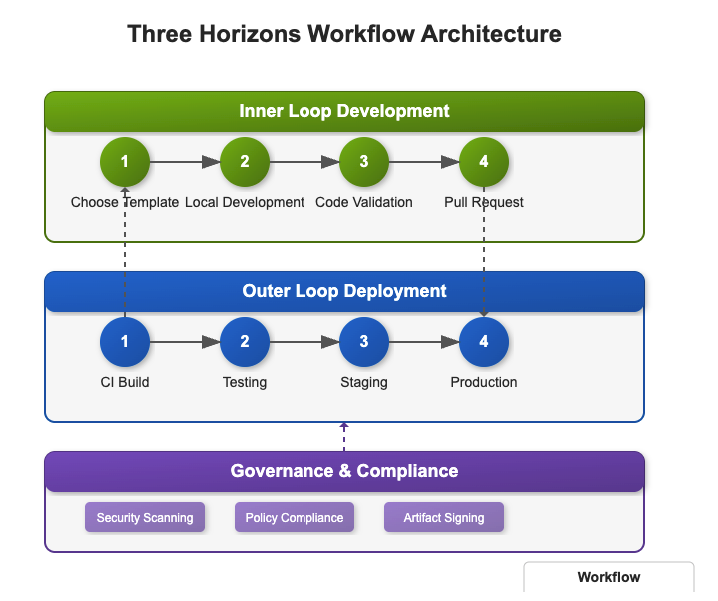 Three Horizons Workflow Architecture
Inner Loop Development
1 2 3 4
Choose Template Local Development Code Validation Pull Request
Outer Loop Deployment
1 2 3 4
CI Build Testing Staging Production
Governance & Compliance
Security Scanning Policy Compliance Artifact Signing
Workflow